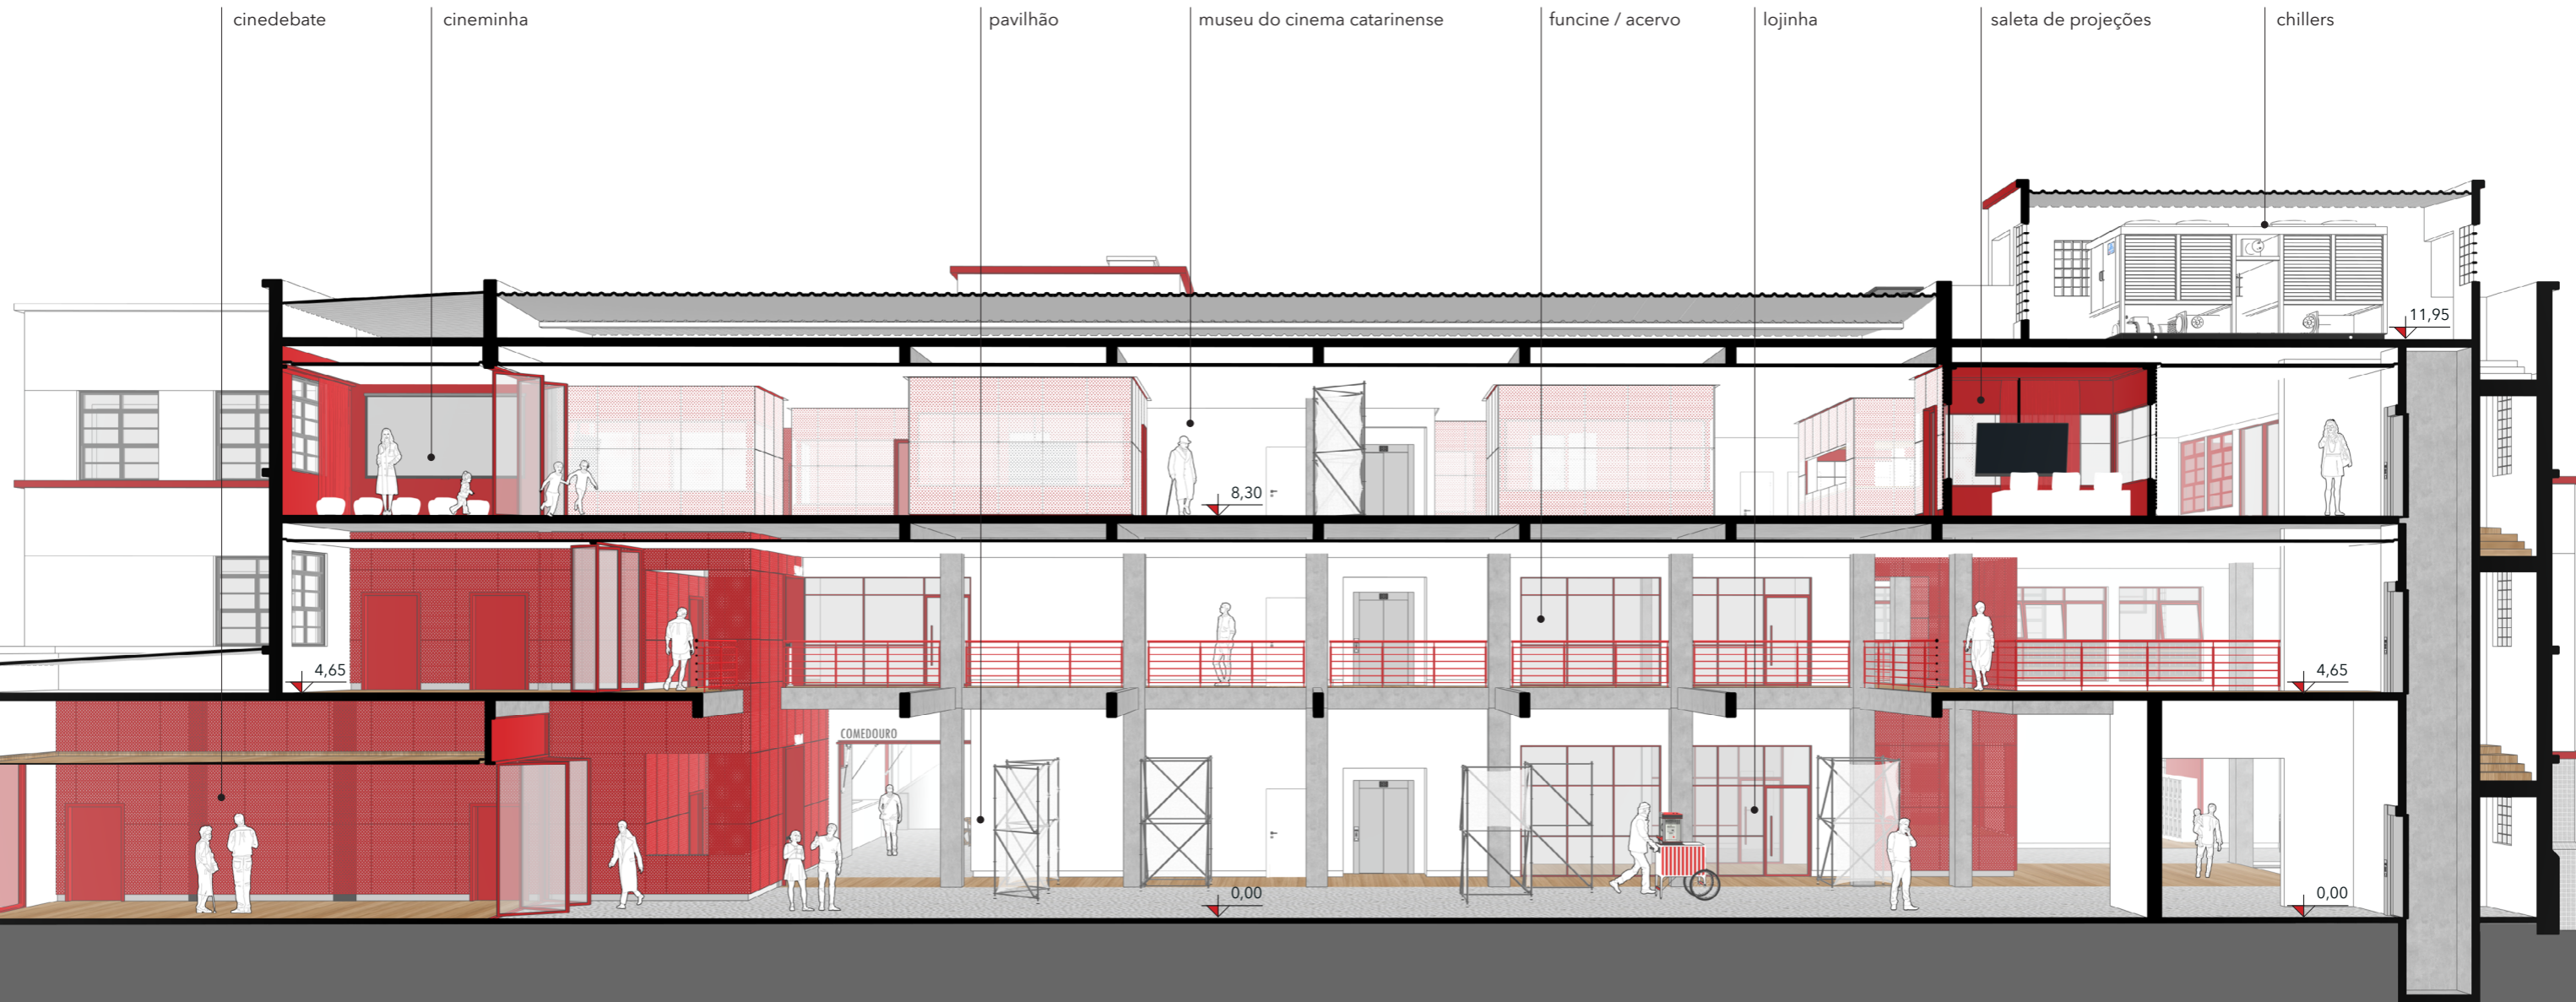 cinedebate
cineminha
pavilhão
museu do cinema catarinense
funcine / acervo
lojinha
saleta de projeções
chillers
11,95
8,30
4,65
4,65
COMEDOURO
0,00
0,00